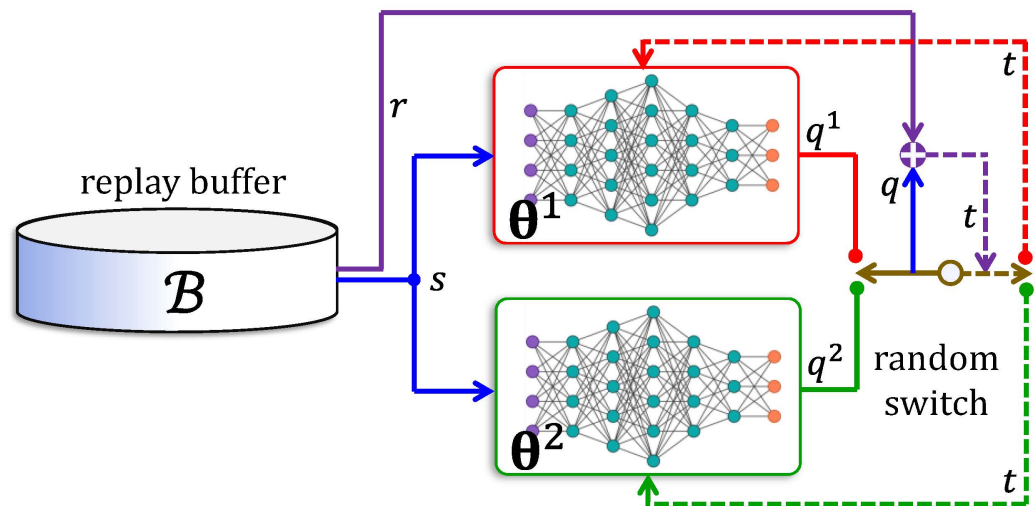 t
r
q¹
replay buffer
θ¹
q
t
ℬ
s
q²
random
switch
θ²
t